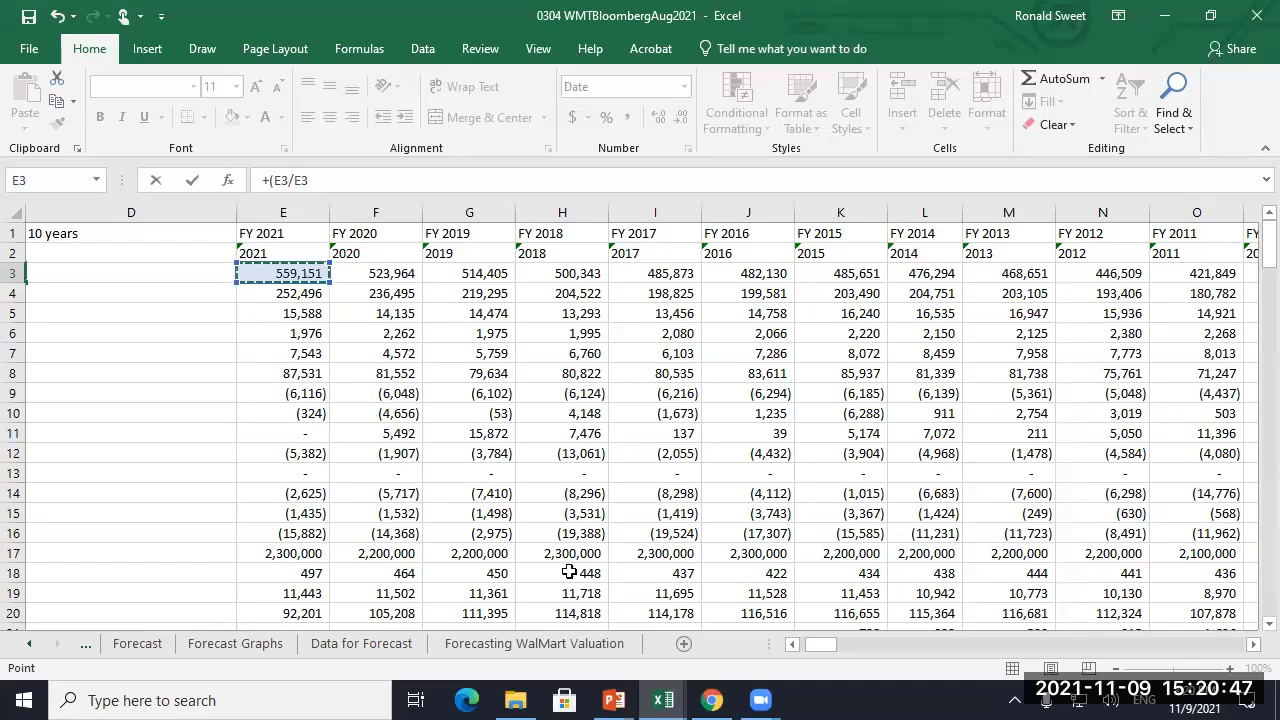 0304 WMTBloombergAug2021 - Excel
Ronald Sweet
File Home Insert Draw Page Layout Formulas Data Review View Help Acrobat Tell me what you want to do Share
Paste
11
Wrap Text
Merge & Center
Date
Conditional Formatting
Format as Table
Cell Styles
Insert
Delete
Format
AutoSum
Fill
Clear
Sort & Filter
Find & Select
Clipboard Font Alignment Number Styles Cells Editing
E3 +(E3/E3
D E F G H I J K L M N O
1 10 years FY 2021 FY 2020 FY 2019 FY 2018 FY 2017 FY 2016 FY 2015 FY 2014 FY 2013 FY 2012 FY 2011
2 2021 2020 2019 2018 2017 2016 2015 2014 2013 2012 2011
3 559,151 523,964 514,405 500,343 485,873 482,130 485,651 476,294 468,651 446,509 421,849
4 252,496 236,495 219,295 204,522 198,825 199,581 203,490 204,751 203,105 193,406 180,782
5 15,588 14,135 14,474 13,293 13,456 14,758 16,240 16,535 16,947 15,936 14,921
6 1,976 2,262 1,975 1,995 2,080 2,066 2,220 2,150 2,125 2,380 2,268
7 7,543 4,572 5,759 6,760 6,103 7,286 8,072 8,459 7,958 7,773 8,013
8 87,531 81,552 79,634 80,822 80,535 83,611 85,937 81,339 81,738 75,761 71,247
9 (6,116) (6,048) (6,102) (6,124) (6,216) (6,294) (6,185) (6,139) (5,361) (5,048) (4,437)
10 (324) (4,656) (53) 4,148 (1,673) 1,235 (6,288) 911 2,754 3,019 503
11 - 5,492 15,872 7,476 137 39 5,174 7,072 211 5,050 11,396
12 (5,382) (1,907) (3,784) (13,061) (2,055) (4,432) (3,904) (4,968) (1,478) (4,584) (4,080)
13 - - - - - - - - - - -
14 (2,625) (5,717) (7,410) (8,296) (8,298) (4,112) (1,015) (6,683) (7,600) (6,298) (14,776)
15 (1,435) (1,532) (1,498) (3,531) (1,419) (3,743) (3,367) (1,424) (249) (630) (568)
16 (15,882) (14,368) (2,975) (19,388) (19,524) (17,307) (15,585) (11,231) (11,723) (8,491) (11,962)
17 2,300,000 2,200,000 2,200,000 2,300,000 2,300,000 2,300,000 2,200,000 2,200,000 2,200,000 2,200,000 2,100,000
18 497 464 450 448 437 422 434 438 444 441 436
19 11,443 11,502 11,361 11,718 11,695 11,528 11,453 10,942 10,773 10,130 8,970
20 92,201 105,208 111,395 114,818 114,178 116,516 116,655 115,364 116,681 112,324 107,878
... Forecast Forecast Graphs Data for Forecast Forecasting WalMart Valuation
Point 100%
Type here to search
2021-11-09 15:20:47
ENG
11/9/2021